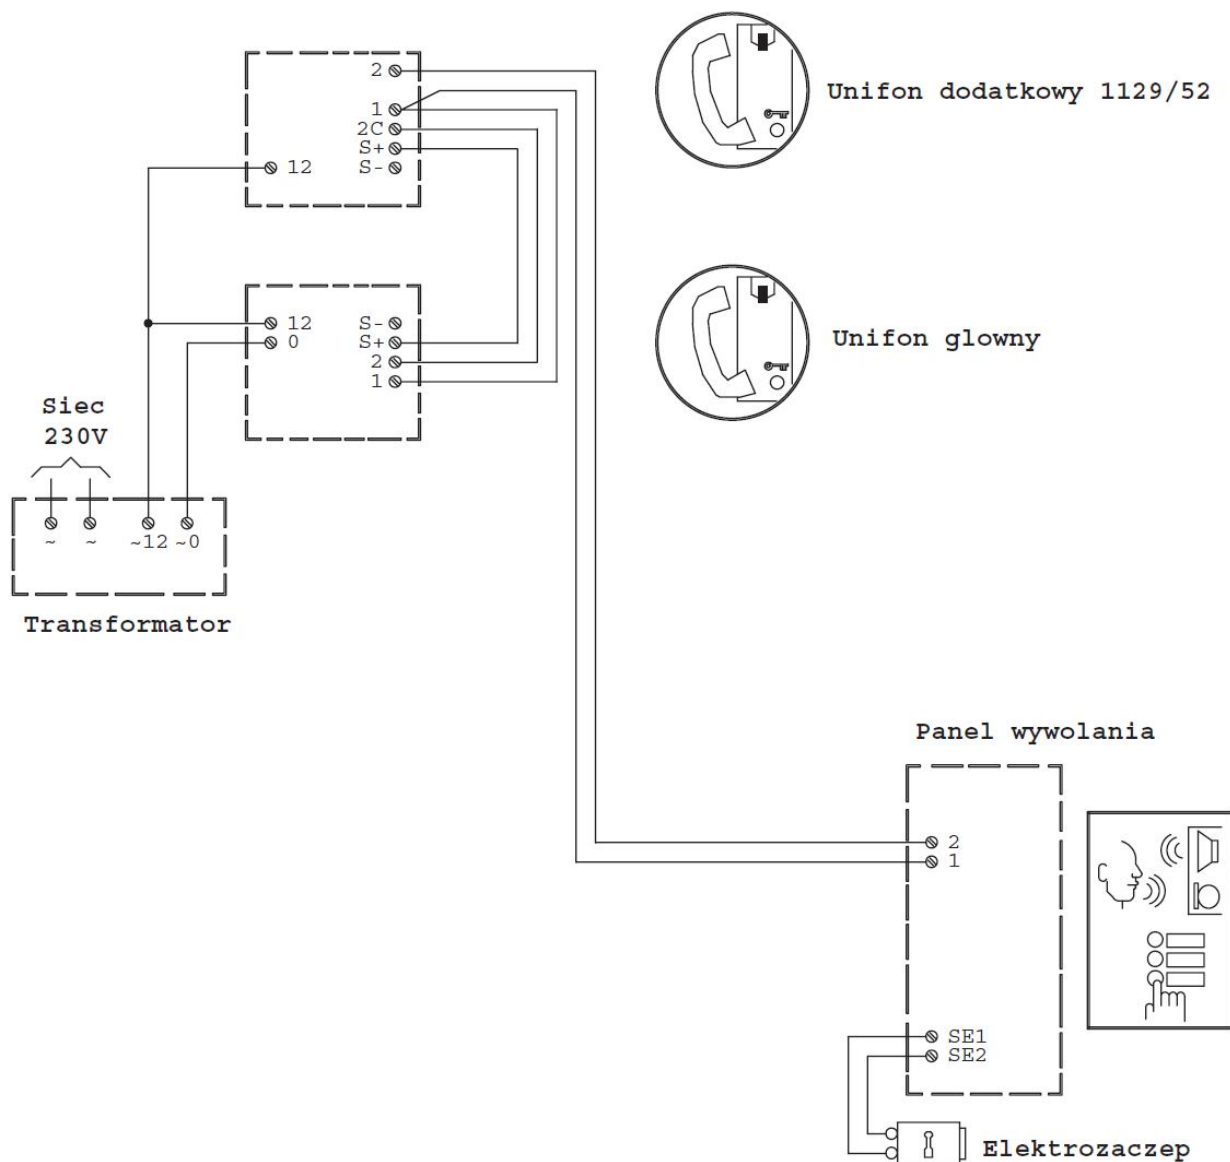 2
1
2C
S+
12
S-
Unifon dodatkowy 1129/52
12
S-
0
S+
2
1
Unifon glowny
Siec
230V
~ ~ ~12 ~0
Transformator
Panel wywolania
2
1
SE1
SE2
Elektrozaczep